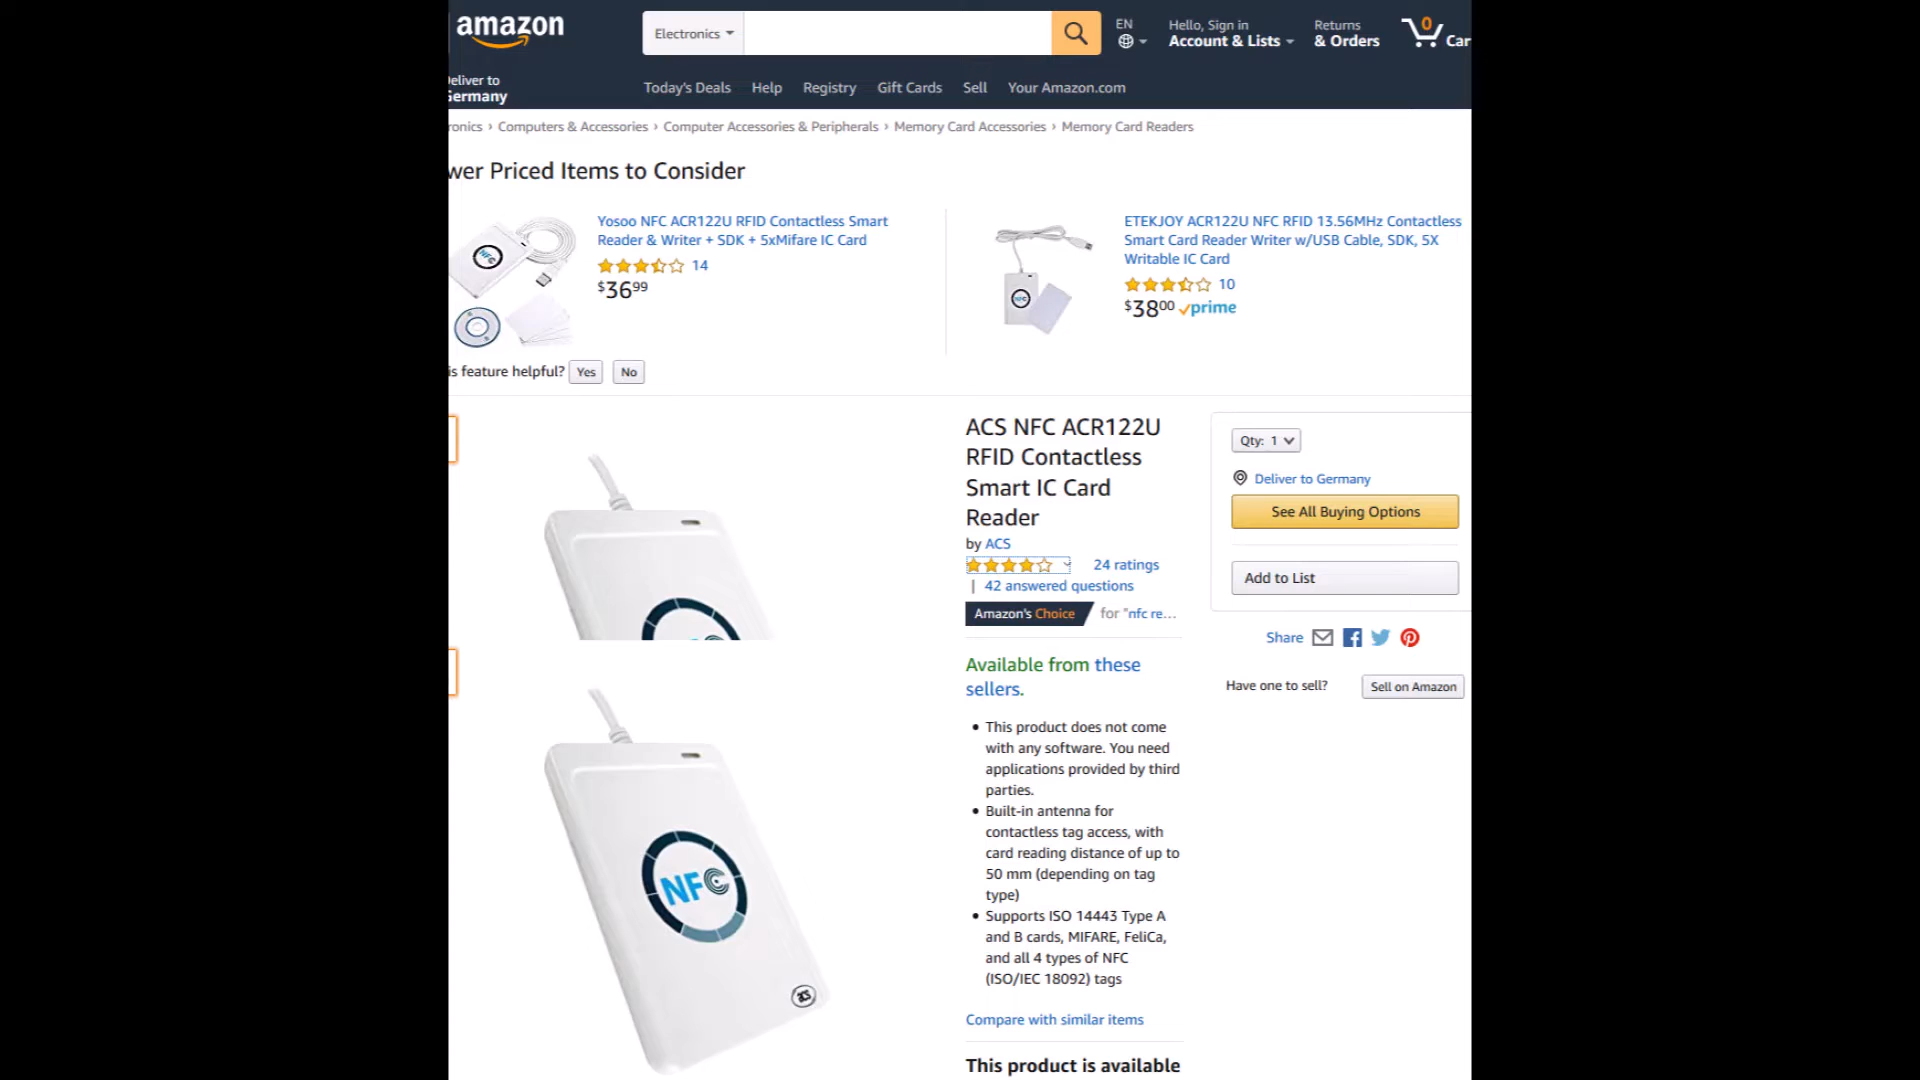 amazon
Electronics
EN
Hello, Sign in
Account & Lists
Returns
& Orders
0
Car
eliver to
Germany
Today's Deals
Help
Registry
Gift Cards
Sell
Your Amazon.com
ronics › Computers & Accessories › Computer Accessories & Peripherals › Memory Card Accessories › Memory Card Readers
wer Priced Items to Consider
Yosoo NFC ACR122U RFID Contactless Smart
Reader & Writer + SDK + 5xMifare IC Card
14
$3699
ETEKJOY ACR122U NFC RFID 13.56MHz Contactless
Smart Card Reader Writer w/USB Cable, SDK, 5X
Writable IC Card
10
$3800 prime
is feature helpful? Yes No
ACS NFC ACR122U
RFID Contactless
Smart IC Card
Reader
by ACS
24 ratings
| 42 answered questions
Amazon's Choice for "nfc re…
Available from these
sellers.
• This product does not come
with any software. You need
applications provided by third
parties.
• Built-in antenna for
contactless tag access, with
card reading distance of up to
50 mm (depending on tag
type)
• Supports ISO 14443 Type A
and B cards, MIFARE, FeliCa,
and all 4 types of NFC
(ISO/IEC 18092) tags
Compare with similar items
This product is available
Qty: 1
Deliver to Germany
See All Buying Options
Add to List
Share
Have one to sell?
Sell on Amazon
NFC
acs